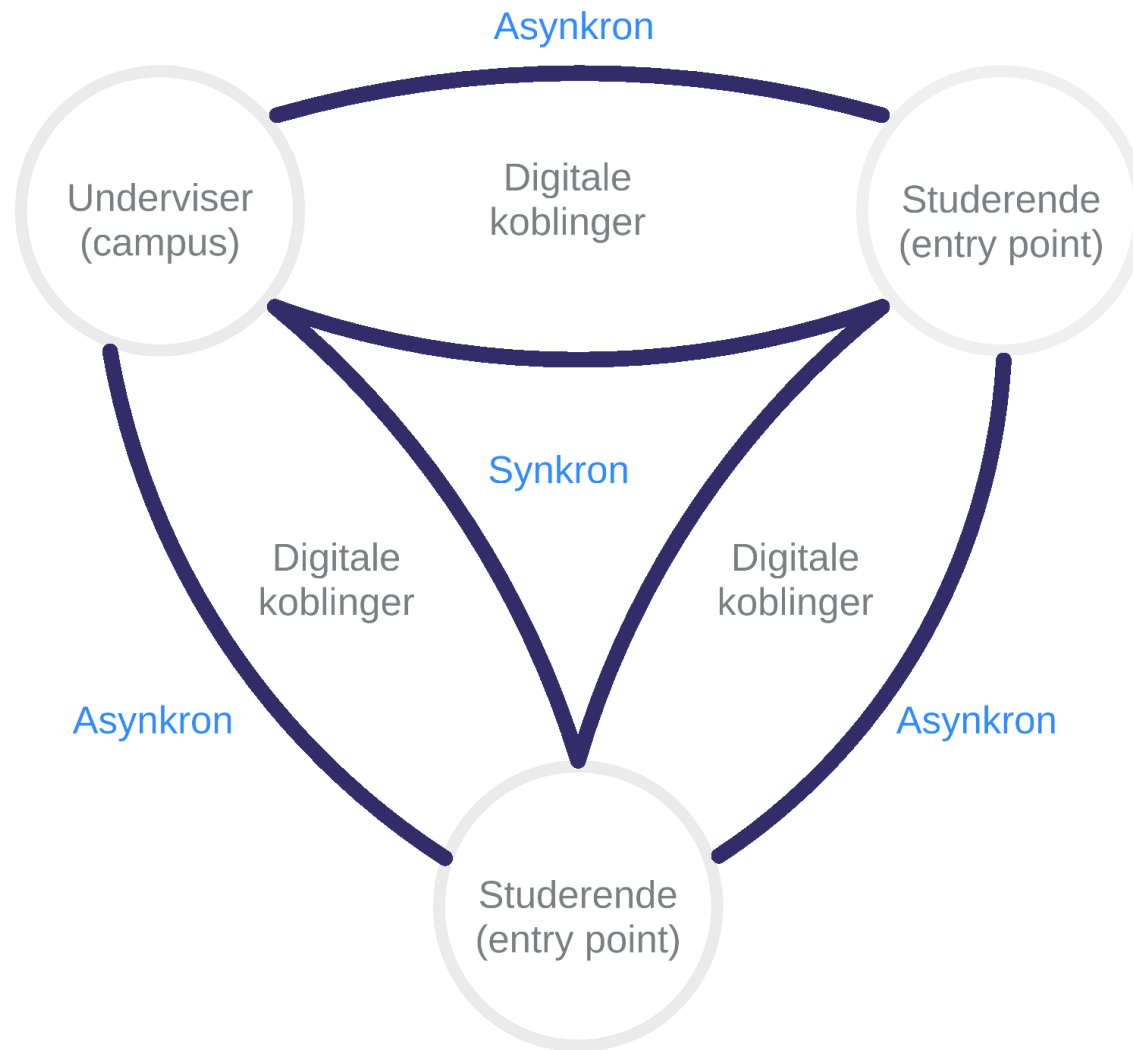 Asynkron
Underviser
(campus)
Digitale
koblinger
Studerende
(entry point)
Synkron
Digitale
koblinger
Digitale
koblinger
Asynkron
Asynkron
Studerende
(entry point)